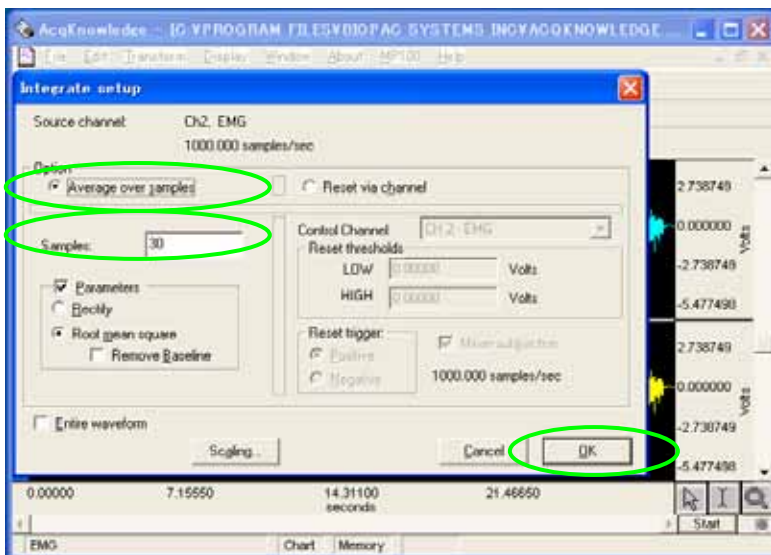 AcqKnowledge - [C:\PROGRAM FILES\BIOPAC SYSTEMS INC\ACQKNOWLEDGE ...
File Edit Transform Display Window About MP100 Help
Integrate setup
Source channel: Ch2, EMG
1000.000 samples/sec
Option
Average over samples
Reset via channel
Samples: 30
Parameters
Rectify
Root mean square
Remove Baseline
Control Channel CH 2, EMG
Reset thresholds
LOW 0.00000 Volts
HIGH 0.00000 Volts
Reset trigger:
Positive
Negative
1000.000 samples/sec
Entire waveform
Scaling...
Cancel
OK
2.738749
0.000000
-2.738749
-5.477498
Volts
2.738749
0.000000
-2.738749
-5.477498
Volts
0.00000 7.15550 14.31100 21.46650
seconds
Start
EMG Chart Memory